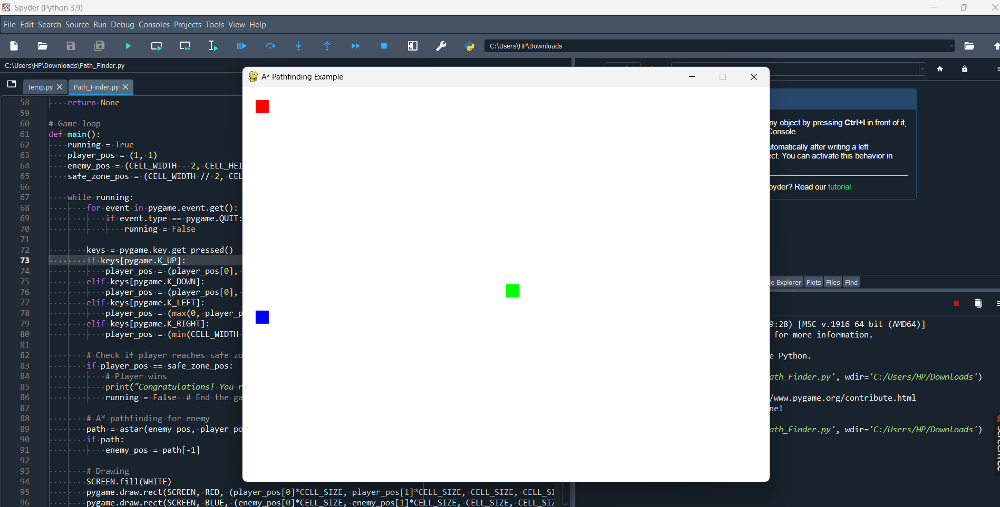 Spyder (Python 3.9)
File Edit Search Source Run Debug Consoles Projects Tools View Help
C:\Users\HP\Downloads
C:\Users\HP\Downloads\Path_Finder.py
temp.py Path_Finder.py
A* Pathfinding Example
58 return None
59
60 # Game loop
61 def main():
62 running = True
63 player_pos = (1, 1)
64 enemy_pos = (CELL_WIDTH - 2, CELL_HEI
65 safe_zone_pos = (CELL_WIDTH // 2, CEL
66
67 while running:
68 for event in pygame.event.get():
69 if event.type == pygame.QUIT:
70 running = False
71
72 keys = pygame.key.get_pressed()
73 if keys[pygame.K_UP]:
74 player_pos = (player_pos[0],
75 elif keys[pygame.K_DOWN]:
76 player_pos = (player_pos[0],
77 elif keys[pygame.K_LEFT]:
78 player_pos = (max(0, player_p
79 elif keys[pygame.K_RIGHT]:
80 player_pos = (min(CELL_WIDTH
81
82 # Check if player reaches safe zo
83 if player_pos == safe_zone_pos:
84 # Player wins
85 print("Congratulations! You r
86 running = False # End the ga
87
88 # A* pathfinding for enemy
89 path = astar(enemy_pos, player_po
90 if path:
91 enemy_pos = path[-1]
92
93 # Drawing
94 SCREEN.fill(WHITE)
95 pygame.draw.rect(SCREEN, RED, (player_pos[0]*CELL_SIZE, player_pos[1]*CELL_SIZE, CELL_SIZE, CELL_SI
96 pygame.draw.rect(SCREEN, BLUE, (enemy_pos[0]*CELL_SIZE, enemy_pos[1]*CELL_SIZE, CELL_SIZE, CELL_SIZ
ny object by pressing Ctrl+I in front of it,
Console.
utomatically after writing a left
ect. You can activate this behavior in
pyder? Read our tutorial
le Explorer Plots Files Find
9:28) [MSC v.1916 64 bit (AMD64)]
for more information.
e Python.
ath_Finder.py', wdir='C:/Users/HP/Downloads')
/www.pygame.org/contribute.html
ne!
ath_Finder.py', wdir='C:/Users/HP/Downloads')